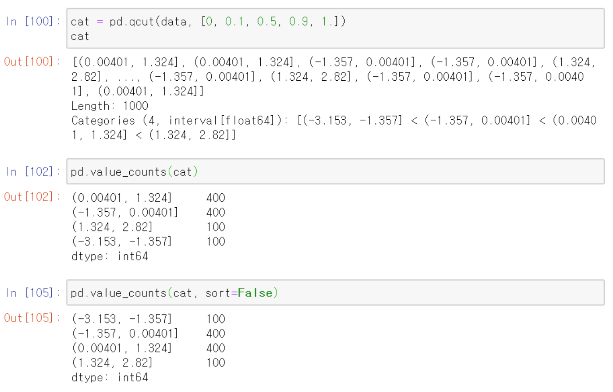 In [100]: cat = pd.qcut(data, [0, 0.1, 0.5, 0.9, 1.])
cat
Out[100]: [(0.00401, 1.324], (0.00401, 1.324], (-1.357, 0.00401], (-1.357, 0.00401], (1.324,
2.82], ..., (-1.357, 0.00401], (1.324, 2.82], (-1.357, 0.00401], (-1.357, 0.0040
1], (0.00401, 1.324]]
Length: 1000
Categories (4, interval[float64]): [(-3.153, -1.357] < (-1.357, 0.00401] < (0.0040
1, 1.324] < (1.324, 2.82]]
In [102]: pd.value_counts(cat)
Out[102]: (0.00401, 1.324]     400
(-1.357, 0.00401]    400
(1.324, 2.82]        100
(-3.153, -1.357]     100
dtype: int64
In [105]: pd.value_counts(cat, sort=False)
Out[105]: (-3.153, -1.357]     100
(-1.357, 0.00401]    400
(0.00401, 1.324]     400
(1.324, 2.82]        100
dtype: int64